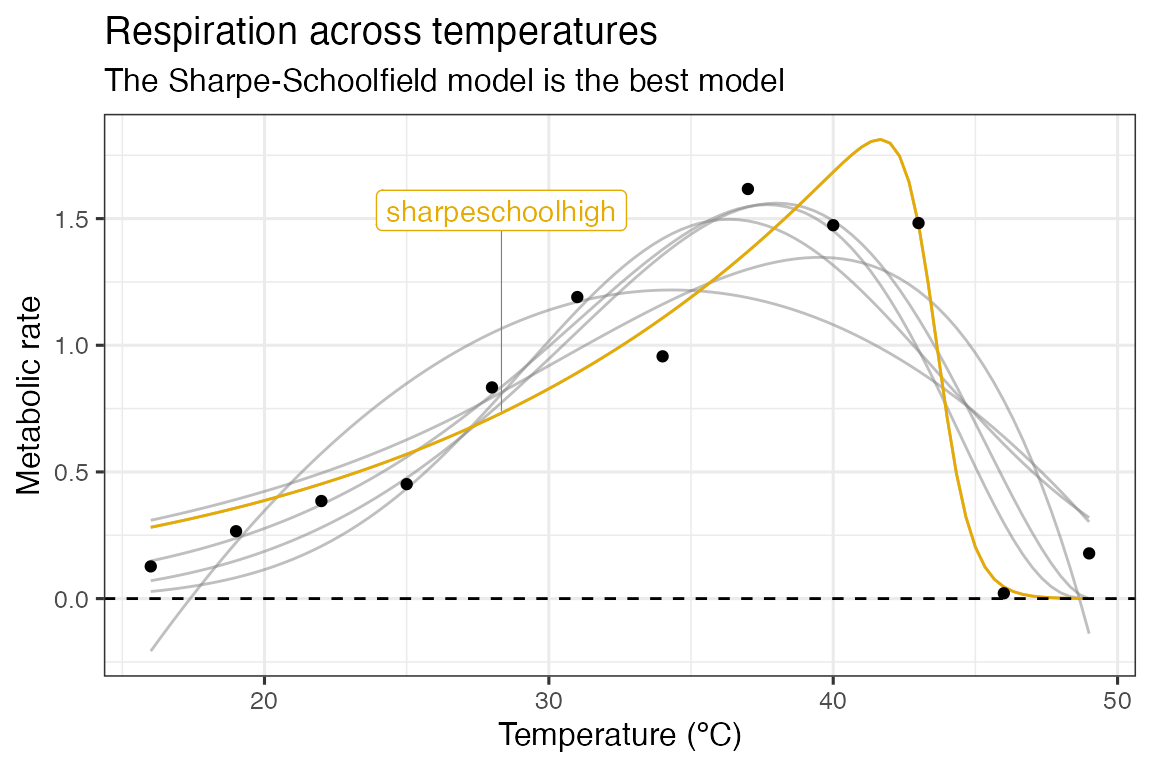 Respiration across temperatures
The Sharpe-Schoolfield model is the best model
sharpeschoolhigh
1.5
1.0
0.5
0.0
Metabolic rate
20 30 40 50
Temperature (ºC)